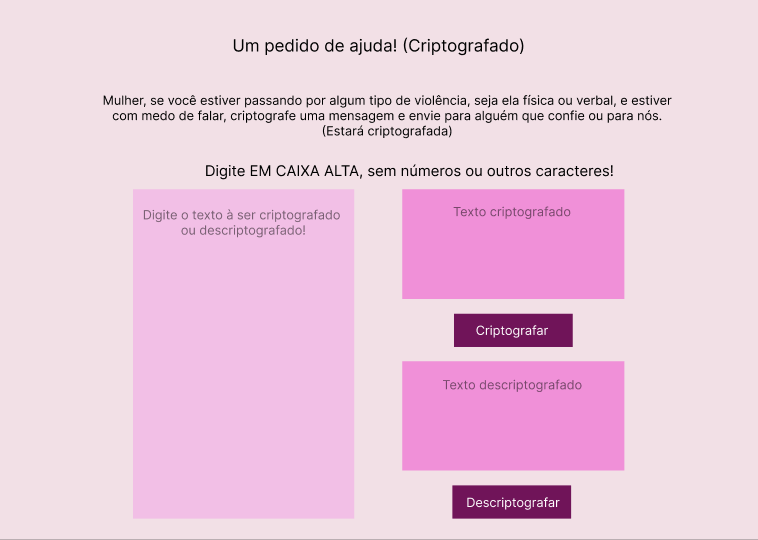 Um pedido de ajuda! (Criptografado)
Mulher, se você estiver passando por algum tipo de violência, seja ela física ou verbal, e estiver
com medo de falar, criptografe uma mensagem e envie para alguém que confie ou para nós.
(Estará criptografada)
Digite EM CAIXA ALTA, sem números ou outros caracteres!
Digite o texto à ser criptografado
ou descriptografado!
Texto criptografado
Criptografar
Texto descriptografado
Descriptografar